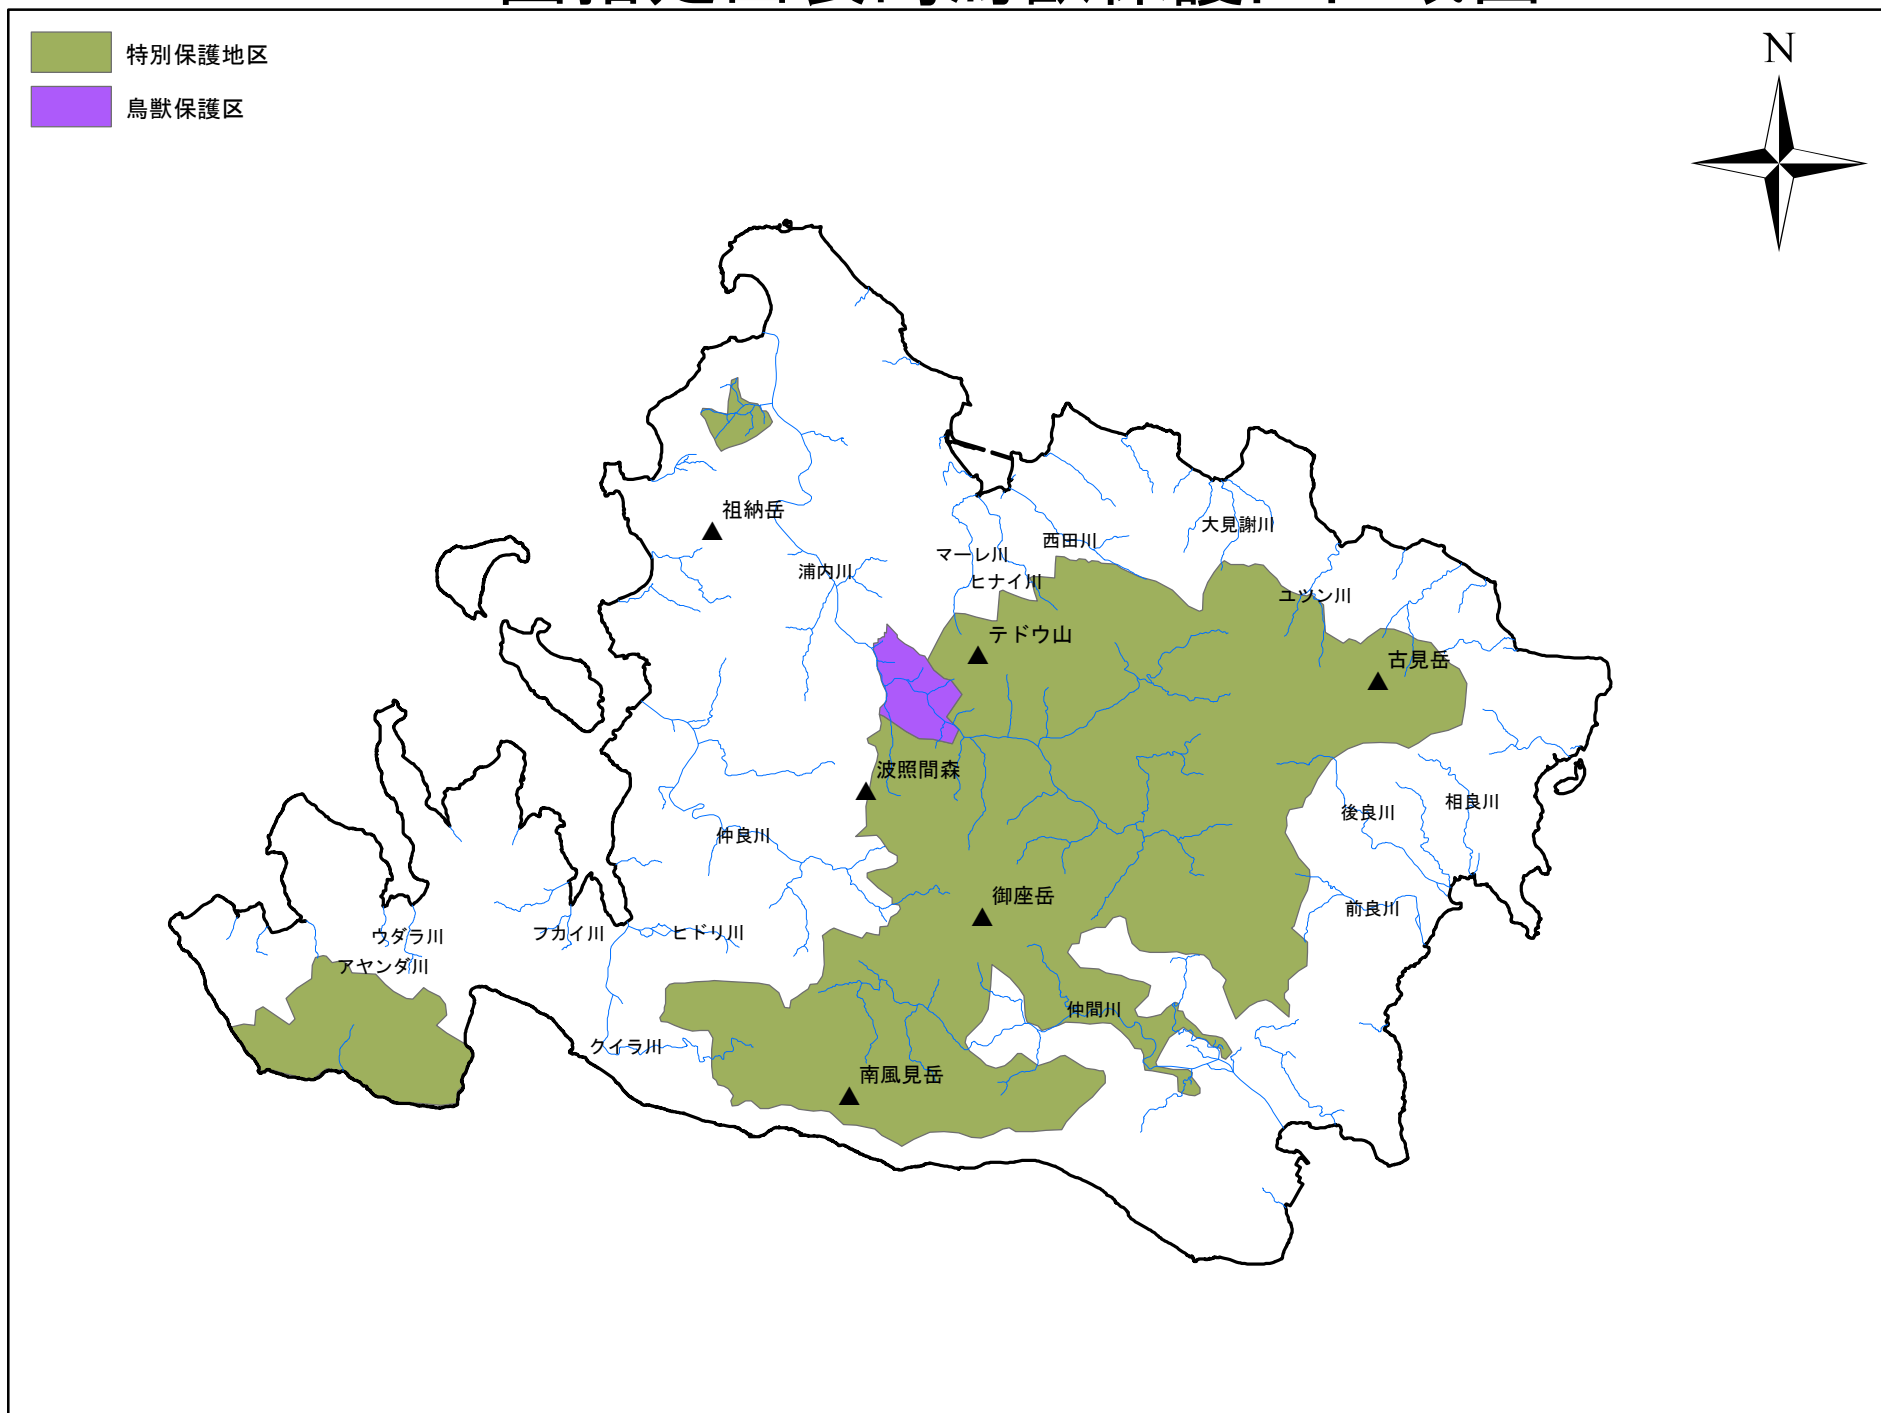 特別保護地区
鳥獣保護区
N
祖納岳
大見謝川
西田川
マーレ川
浦内川
ヒナイ川
ユツン川
テドウ山
古見岳
波照間森
相良川
後良川
仲良川
御座岳
前良川
ウダラ川
フカイ川
ヒドリ川
アヤンダ川
仲間川
クイラ川
南風見岳